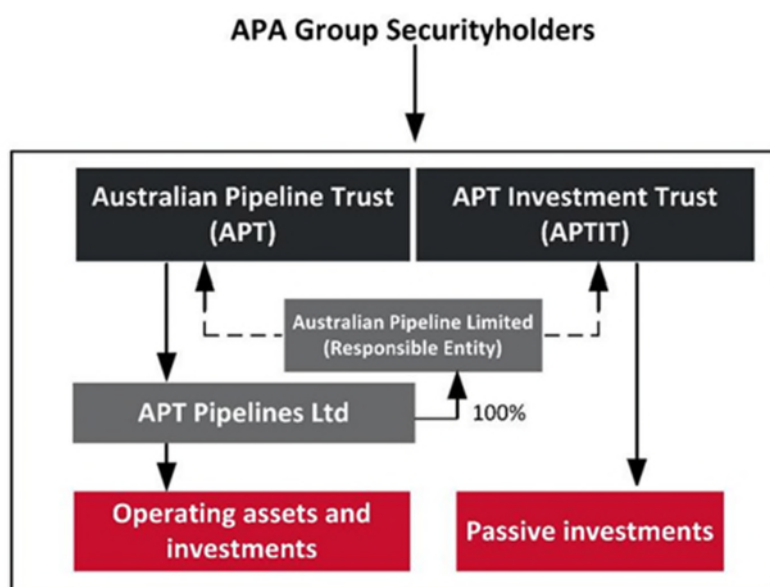 APA Group Securityholders
Australian Pipeline Trust
(APT)
APT Investment Trust
(APTIT)
Australian Pipeline Limited
(Responsible Entity)
APT Pipelines Ltd
100%
Operating assets and
investments
Passive investments